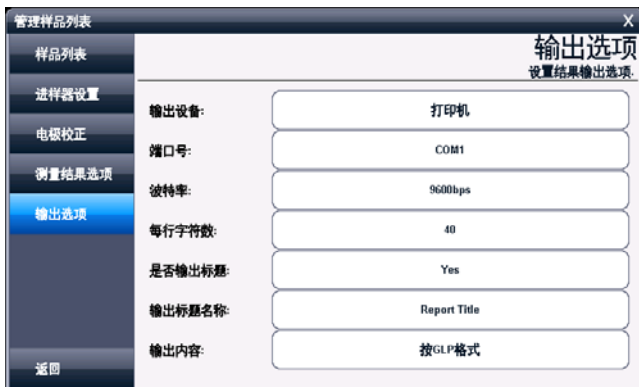 管理样品列表 X
样品列表
进样器设置
电极校正
测量结果选项
输出选项
返回
输出选项
设置结果输出选项.
输出设备: 打印机
端口号: COM1
波特率: 9600bps
每行字符数: 40
是否输出标题: Yes
输出标题名称: Report Title
输出内容: 按GLP格式